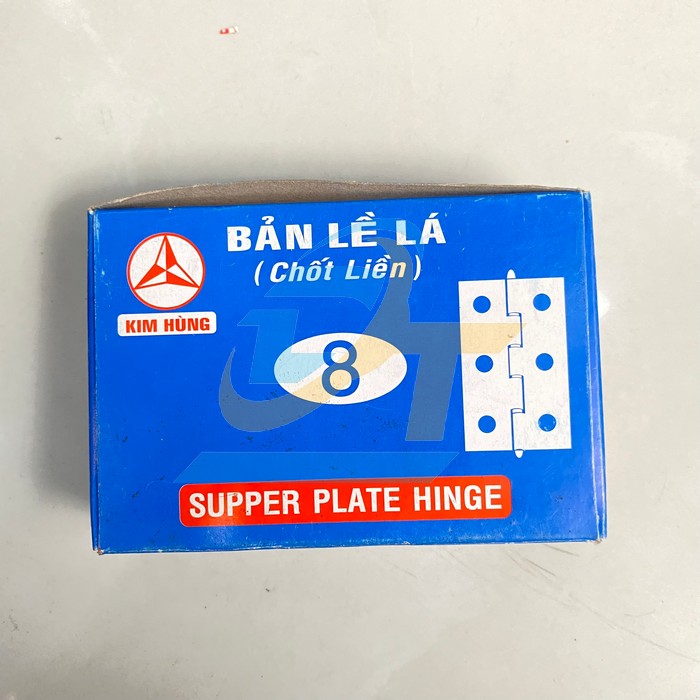 BẢN LỀ LÁ
(Chốt Liền)
KIM HÙNG
8
SUPPER PLATE HINGE